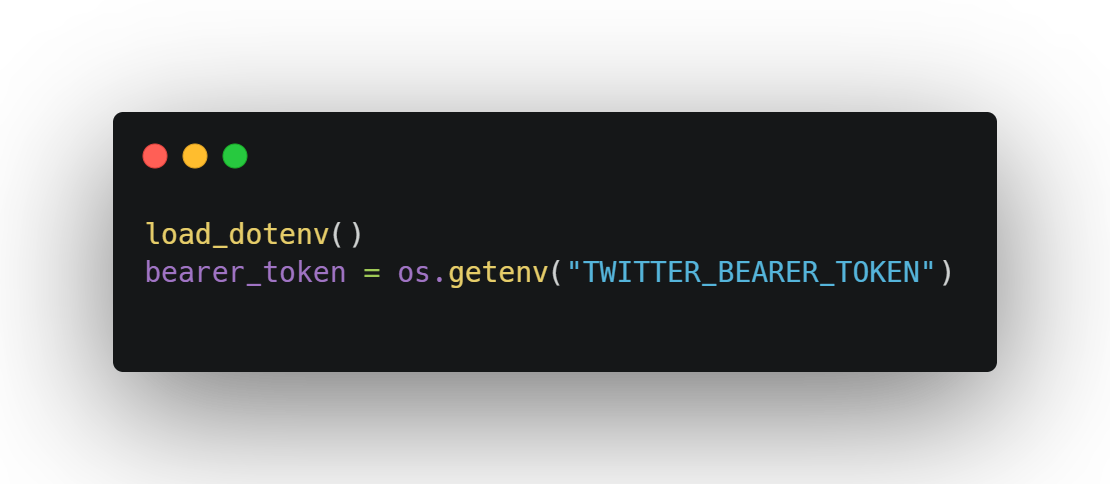 load_dotenv()
bearer_token = os.getenv("TWITTER_BEARER_TOKEN")